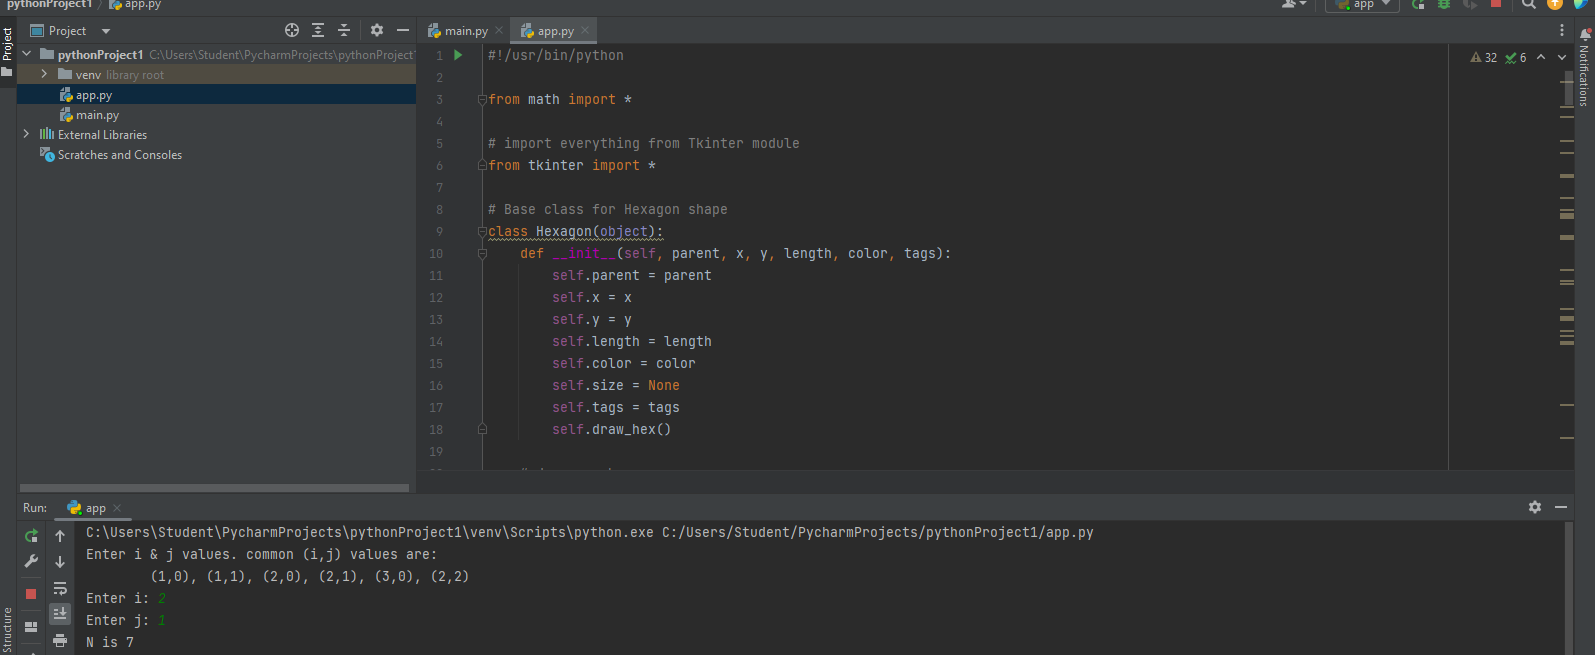 pythonProject1 app.py
app
Project
main.py
app.py
Project
pythonProject1 C:\Users\Student\PycharmProjects\pythonProject1
venv library root
app.py
main.py
External Libraries
Scratches and Consoles
1 #!/usr/bin/python
2
3 from math import *
4
5 # import everything from Tkinter module
6 from tkinter import *
7
8 # Base class for Hexagon shape
9 class Hexagon(object):
10 def __init__(self, parent, x, y, length, color, tags):
11 self.parent = parent
12 self.x = x
13 self.y = y
14 self.length = length
15 self.color = color
16 self.size = None
17 self.tags = tags
18 self.draw_hex()
19
32 6
Notifications
Run: app
C:\Users\Student\PycharmProjects\pythonProject1\venv\Scripts\python.exe C:/Users/Student/PycharmProjects/pythonProject1/app.py
Enter i & j values. common (i,j) values are:
(1,0), (1,1), (2,0), (2,1), (3,0), (2,2)
Enter i: 2
Enter j: 1
N is 7
Structure